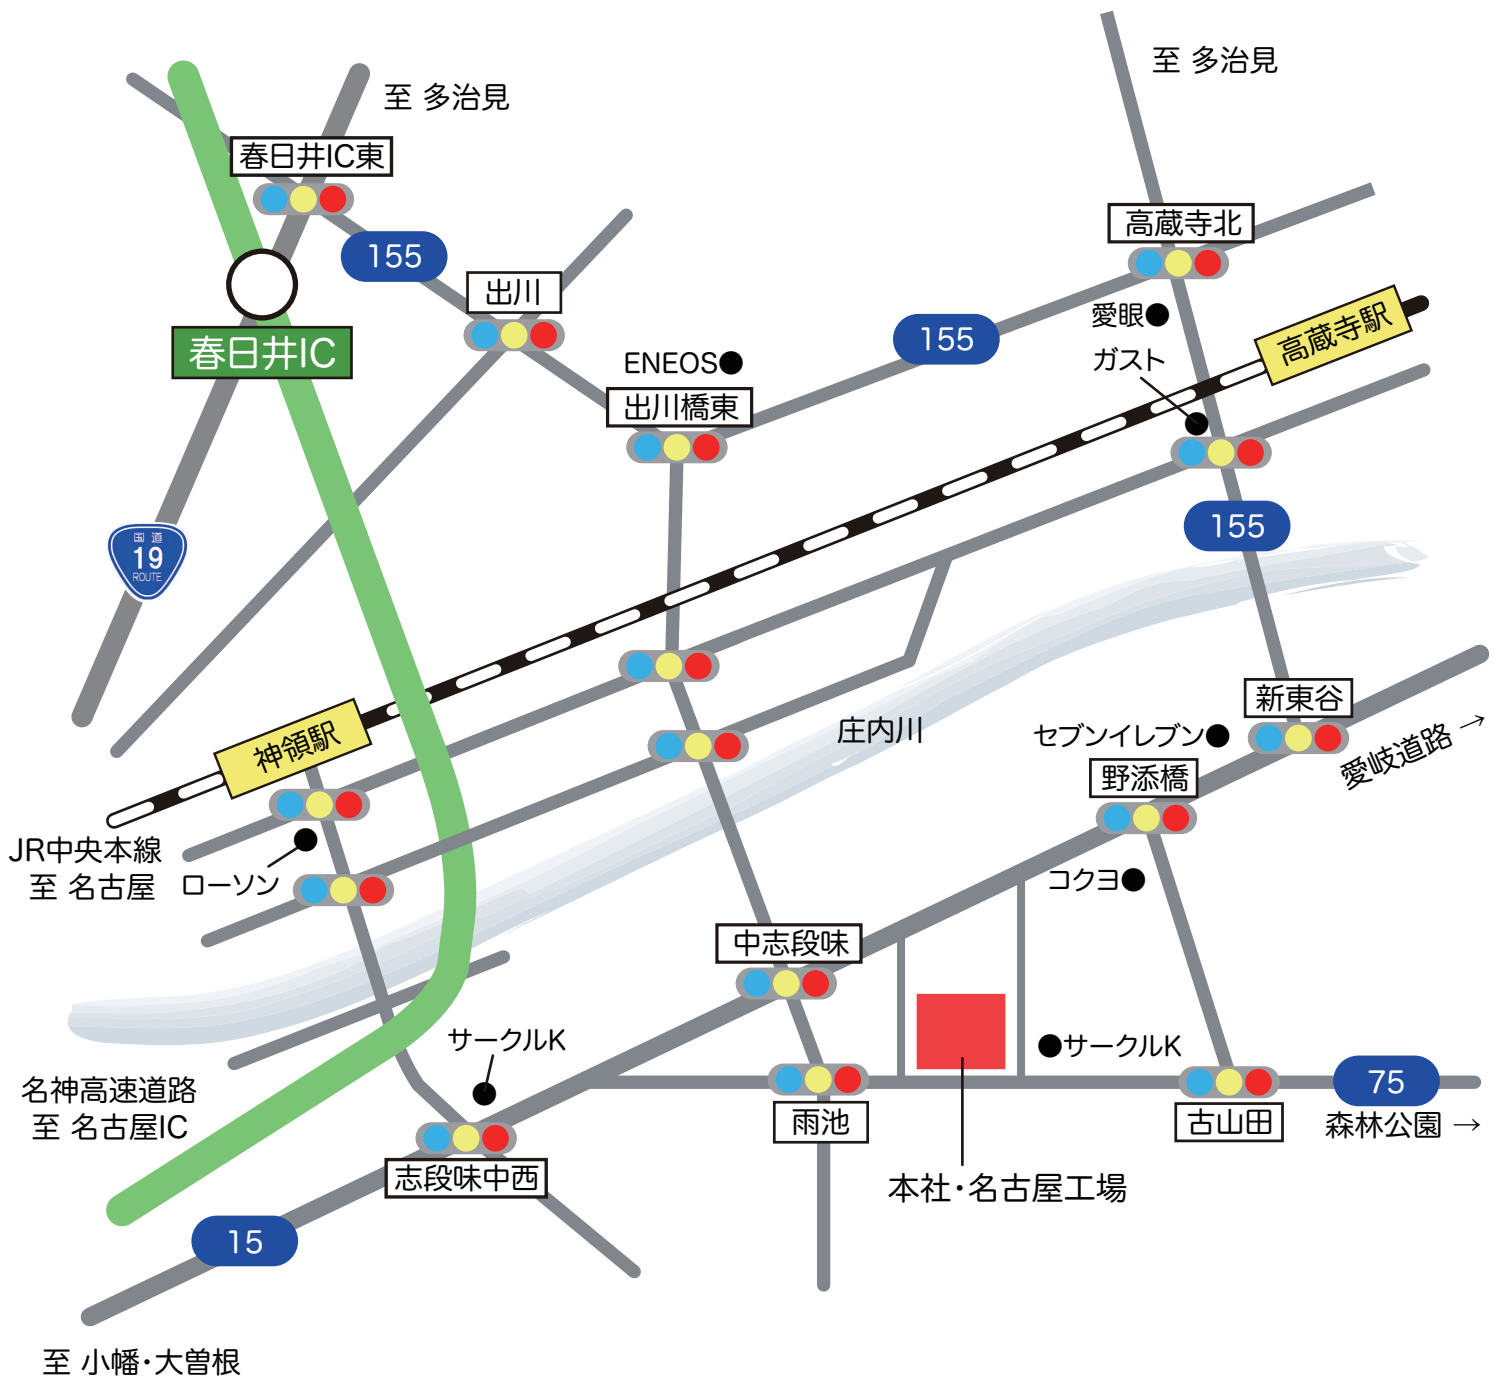 至 多治見
至 多治見
春日井IC東
155
高蔵寺北
出川
春日井IC
愛眼
155
高蔵寺駅
ENEOS
ガスト
出川橋東
国道
19
ROUTE
155
新東谷
神領駅
庄内川
セブンイレブン
愛岐道路 →
野添橋
JR中央本線
至 名古屋
ローソン
コクヨ
中志段味
サークルK
サークルK
名神高速道路
至 名古屋IC
75
雨池
古山田
森林公園 →
志段味中西
本社・名古屋工場
15
至 小幡・大曽根